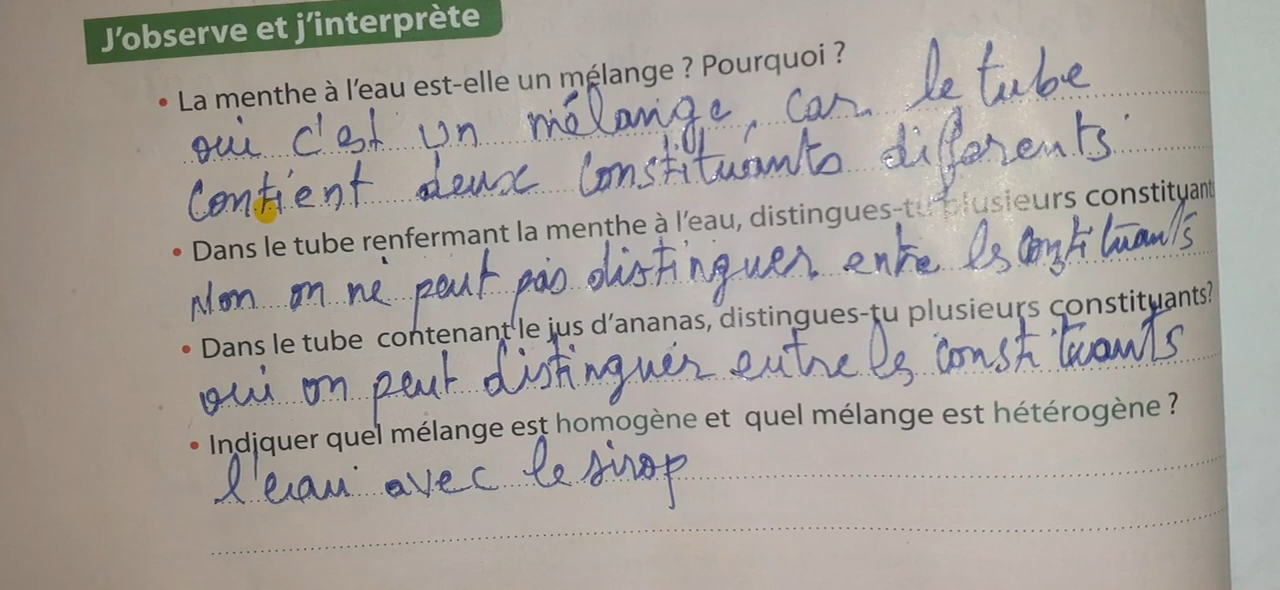 J'observe et j'interprète
• La menthe à l'eau est-elle un mélange ? Pourquoi ?
oui c'est un mélange, car le tube
contient deux constituants différents
• Dans le tube renfermant la menthe à l'eau, distingues-tu plusieurs constituant
Non on ne peut pas distinguer entre les contituants
• Dans le tube contenant le jus d'ananas, distingues-tu plusieurs constituants?
oui on peut distinguer entre les constituants
• Indiquer quel mélange est homogène et quel mélange est hétérogène ?
l'eau avec le sirop